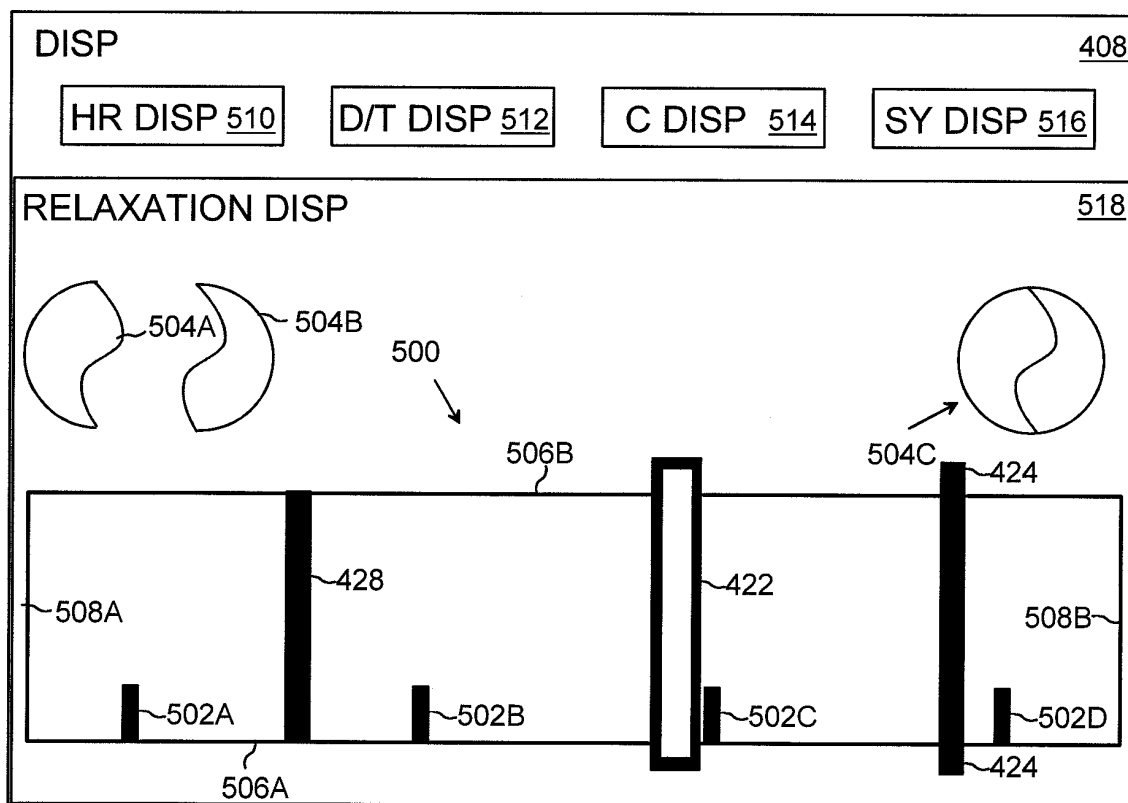 DISP 408
HR DISP 510 D/T DISP 512 C DISP 514 SY DISP 516
RELAXATION DISP 518
504A 504B
500
504C
506B 424
428 422
508A 508B
502A 502B 502C 502D
506A 424